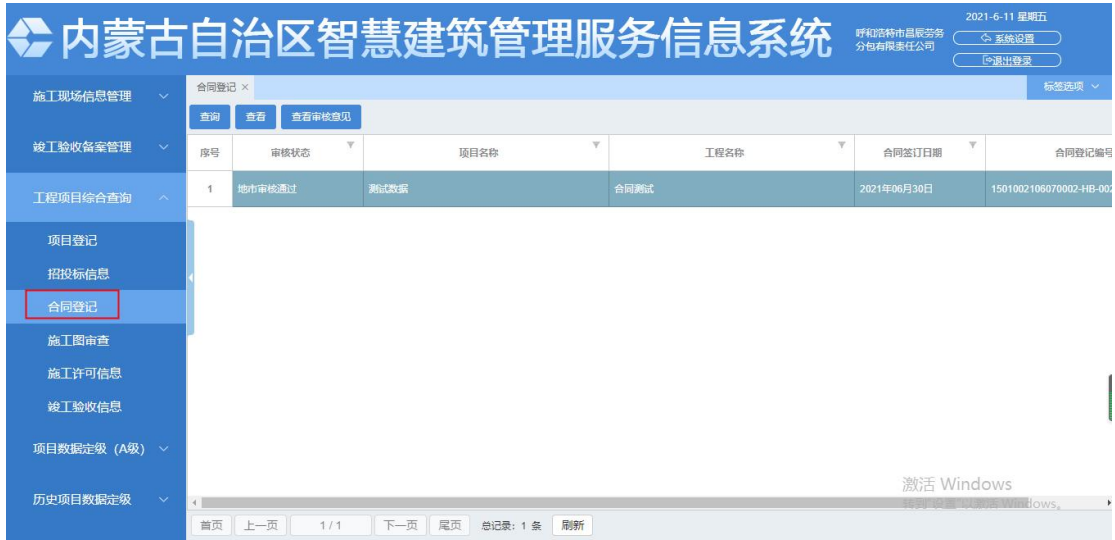 内蒙古自治区智慧建筑管理服务信息系统
呼和浩特市昌辰劳务
分包有限责任公司
2021-6-11 星期五
系统设置
退出登录
施工现场信息管理
竣工验收备案管理
工程项目综合查询
项目登记
招投标信息
合同登记
施工图审查
施工许可信息
竣工验收信息
项目数据定级（A级）
历史项目数据定级
合同登记 ×
标签选项
查询 查看 查看审核意见
序号 审核状态 项目名称 工程名称 合同签订日期 合同登记编号
1 地市审核通过 测试数据 合同测试 2021年06月30日 1501002106070002-HB-002
激活 Windows
转到"设置"以激活 Windows。
首页 上一页 1 / 1 下一页 尾页 总记录: 1 条 刷新